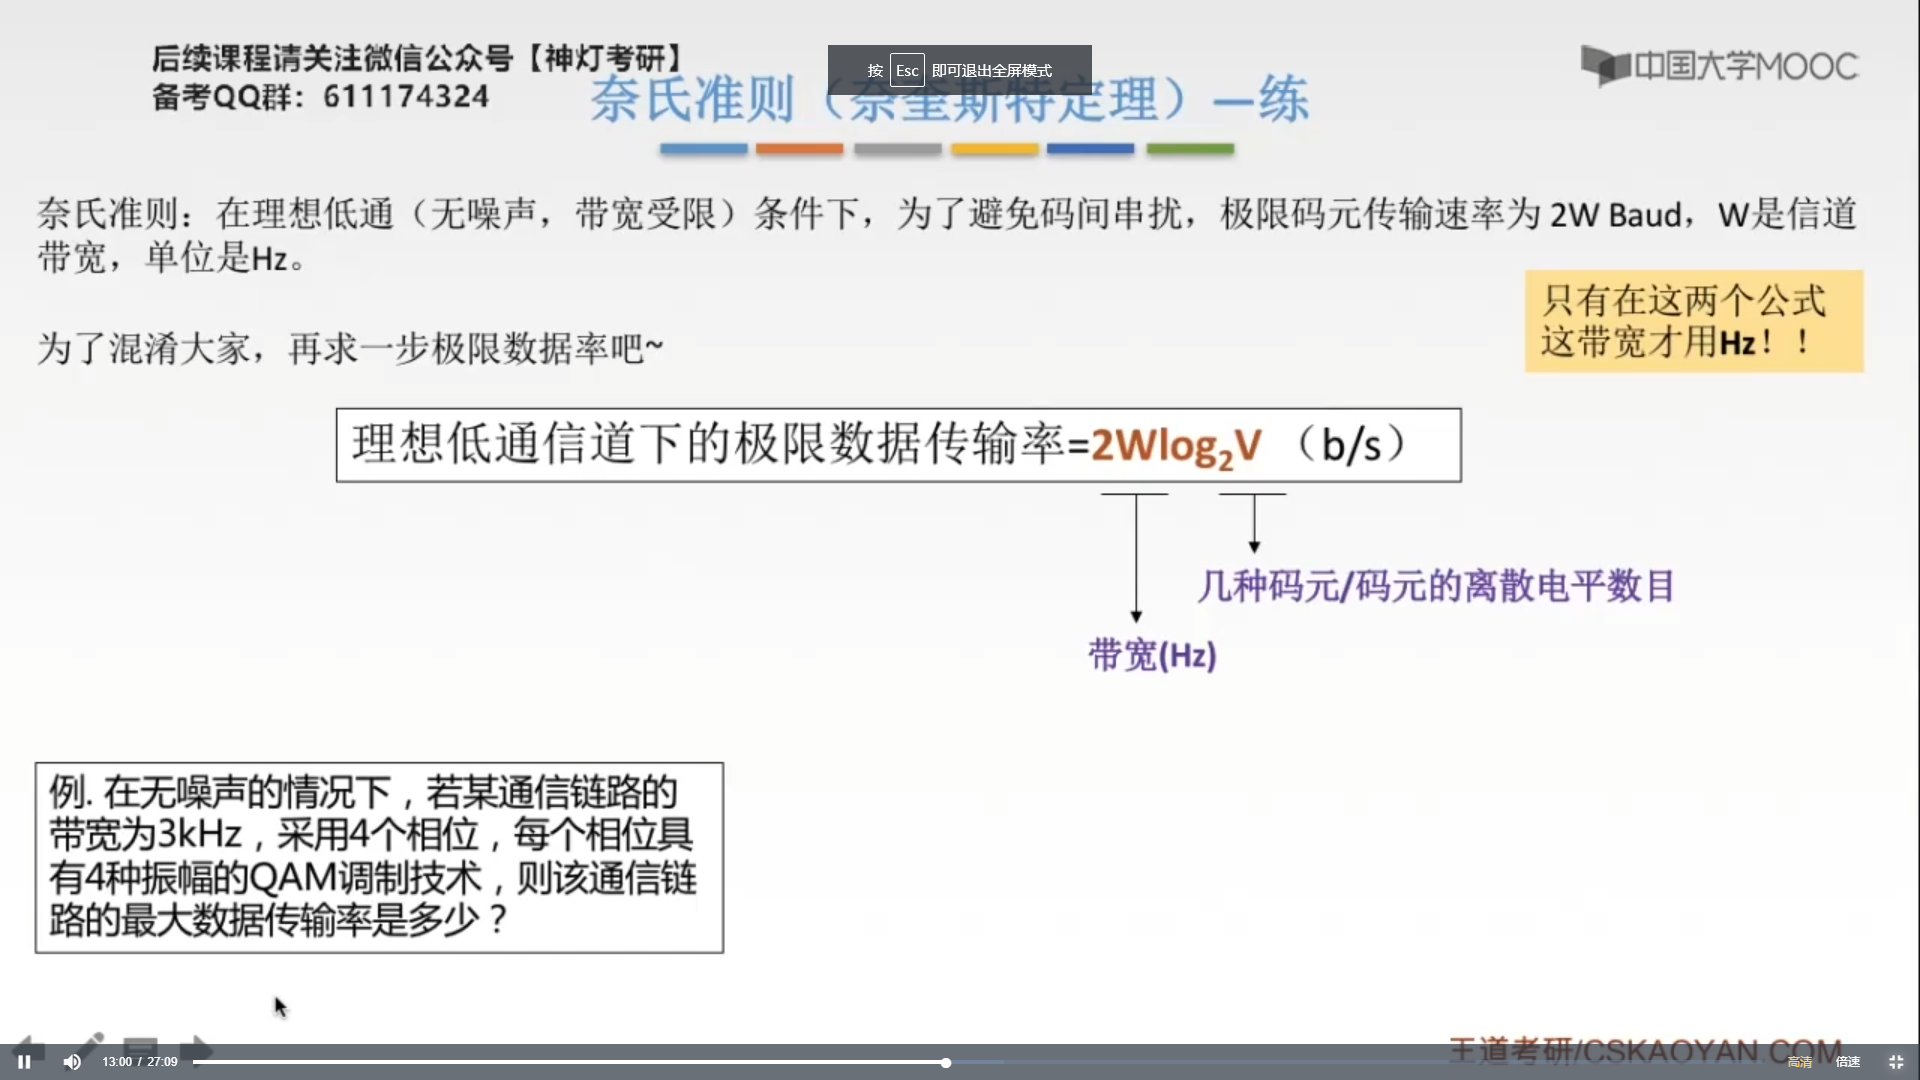 后续课程请关注微信公众号【神灯考研】
备考QQ群：611174324
按 Esc 即可退出全屏模式
中国大学MOOC
奈氏准则（奈奎斯特定理）—练
奈氏准则：在理想低通（无噪声，带宽受限）条件下，为了避免码间串扰，极限码元传输速率为 2W Baud，W是信道
带宽，单位是Hz。
只有在这两个公式
这带宽才用Hz！！
为了混淆大家，再求一步极限数据率吧~
理想低通信道下的极限数据传输率=2Wlog₂V （b/s）
几种码元/码元的离散电平数目
带宽(Hz)
例. 在无噪声的情况下，若某通信链路的
带宽为3kHz，采用4个相位，每个相位具
有4种振幅的QAM调制技术，则该通信链
路的最大数据传输率是多少？
王道考研/CSKAOYAN.COM
13:00 / 27:09
高清
倍速